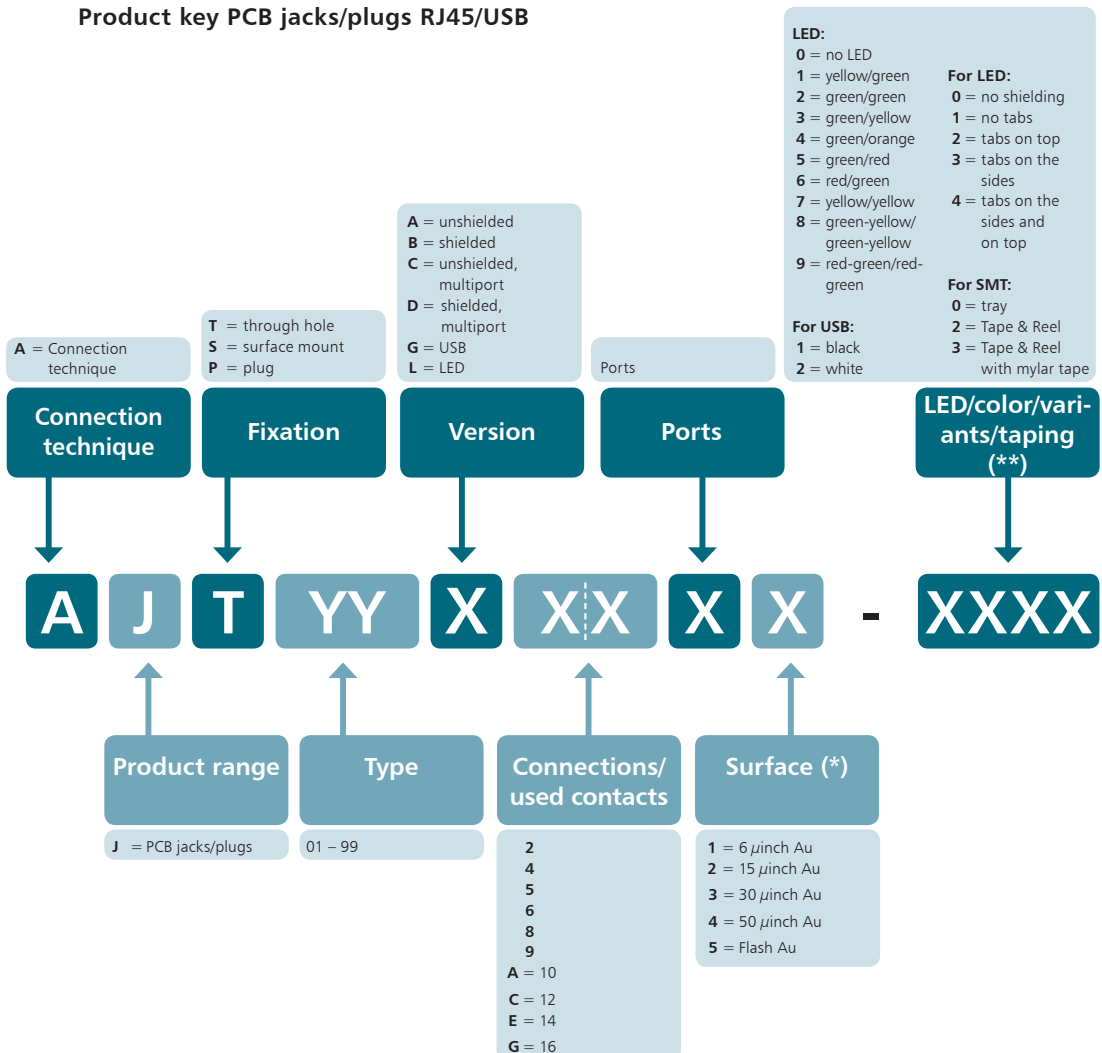 Product key PCB jacks/plugs RJ45/USB
LED:
0 = no LED
1 = yellow/green
2 = green/green
3 = green/yellow
4 = green/orange
5 = green/red
6 = red/green
7 = yellow/yellow
8 = green-yellow/
green-yellow
9 = red-green/red-
green
For USB:
1 = black
2 = white
For LED:
0 = no shielding
1 = no tabs
2 = tabs on top
3 = tabs on the
sides
4 = tabs on the
sides and
on top
For SMT:
0 = tray
2 = Tape & Reel
3 = Tape & Reel
with mylar tape
A = Connection
technique
T = through hole
S = surface mount
P = plug
A = unshielded
B = shielded
C = unshielded,
multiport
D = shielded,
multiport
G = USB
L = LED
Ports
Connection
technique
Fixation
Version
Ports
LED/color/vari-
ants/taping
(**)
A J T YY X X¦X X X - XXXX
Product range
Type
Connections/
used contacts
Surface (*)
J = PCB jacks/plugs
01 – 99
2
4
5
6
8
9
A = 10
C = 12
E = 14
G = 16
1 = 6 µinch Au
2 = 15 µinch Au
3 = 30 µinch Au
4 = 50 µinch Au
5 = Flash Au